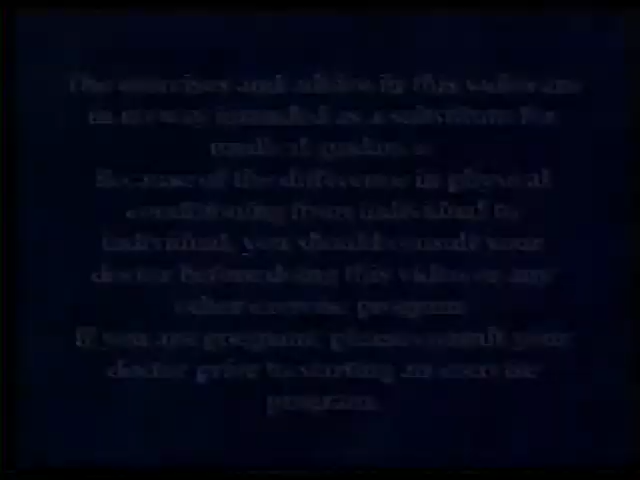 The exercises and advice in this video are
in no way intended as a substitute for
medical guidance.
Because of the difference in physical
conditioning from individual to
individual, you should consult your
doctor before doing this video or any
other exercise program.
If you are pregnant, please consult your
doctor prior to starting an exercise
program.